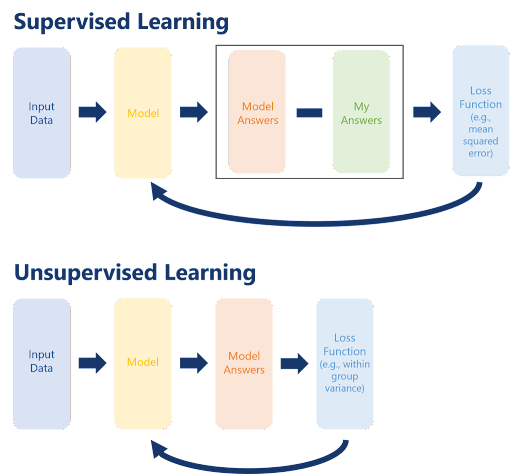 Supervised Learning
Input
Data
Model
Model
Answers
My
Answers
Loss
Function
(e.g.,
mean
squared
error)
Unsupervised Learning
Input
Data
Model
Model
Answers
Loss
Function
(e.g., within
group
variance)